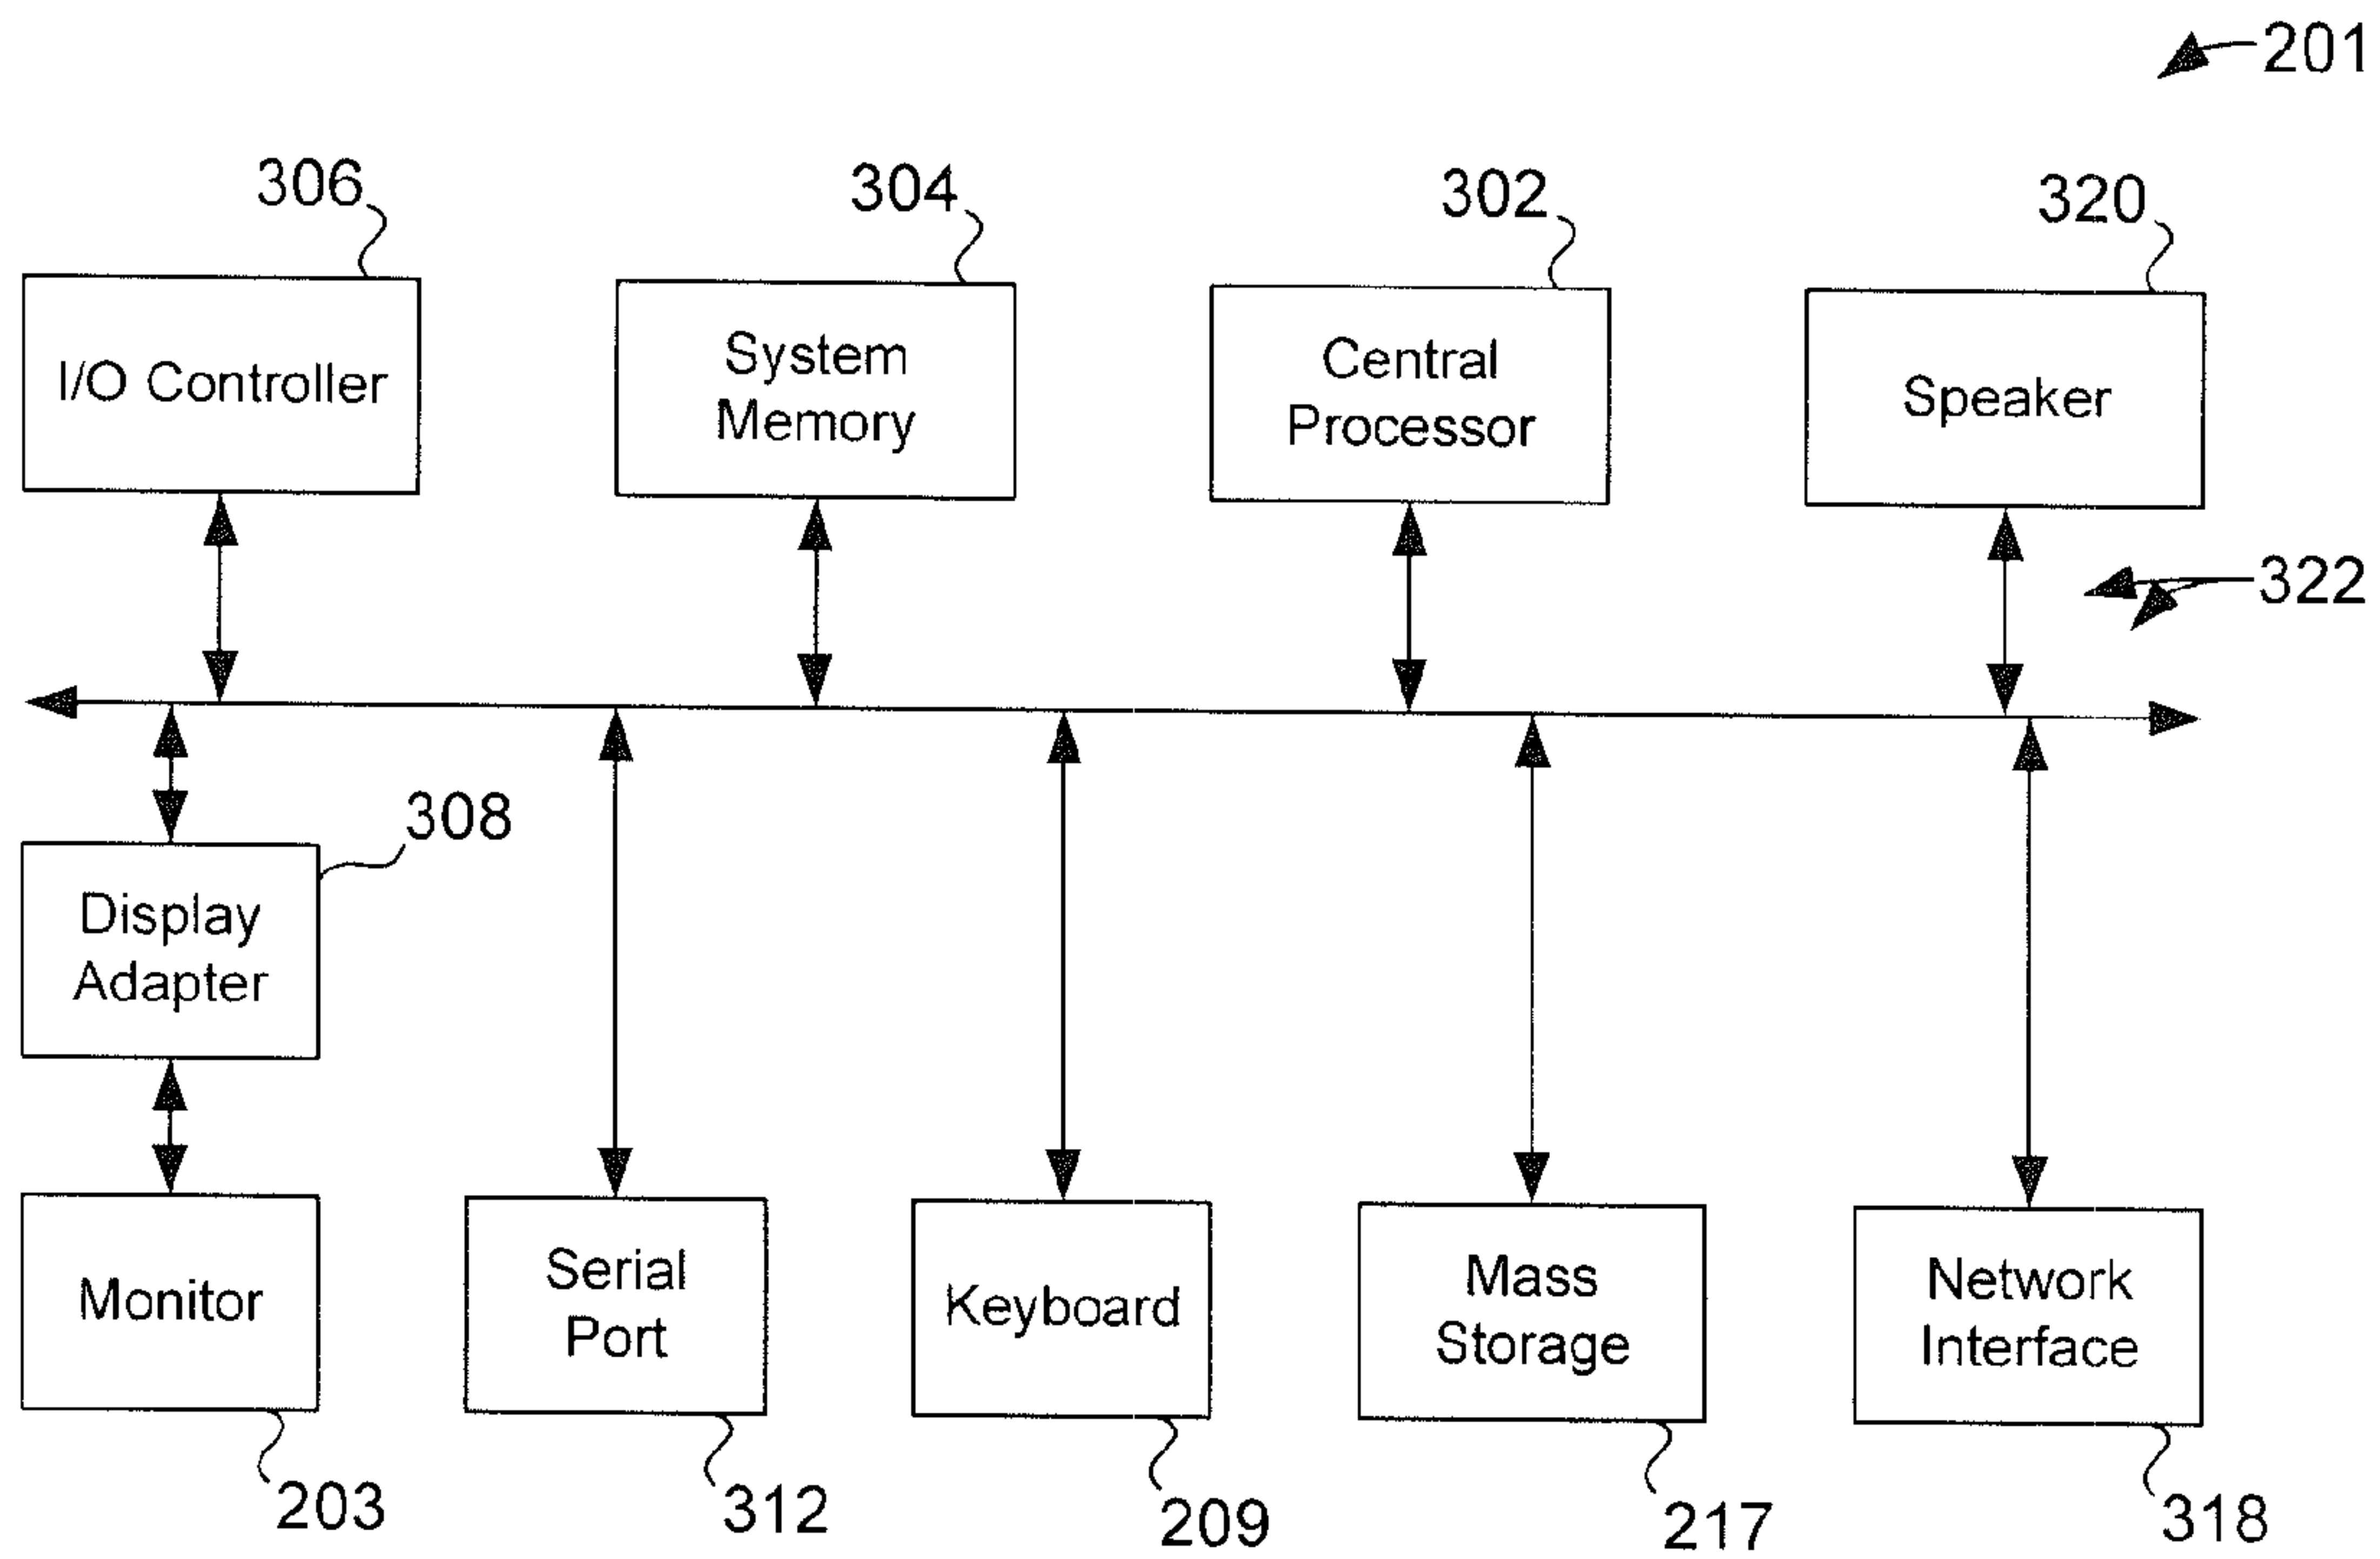 201
306
304
302
320
I/O Controller
System
Memory
Central
Processor
Speaker
322
308
Display
Adapter
Monitor
Serial
Port
Keyboard
Mass
Storage
Network
Interface
203
312
209
217
318